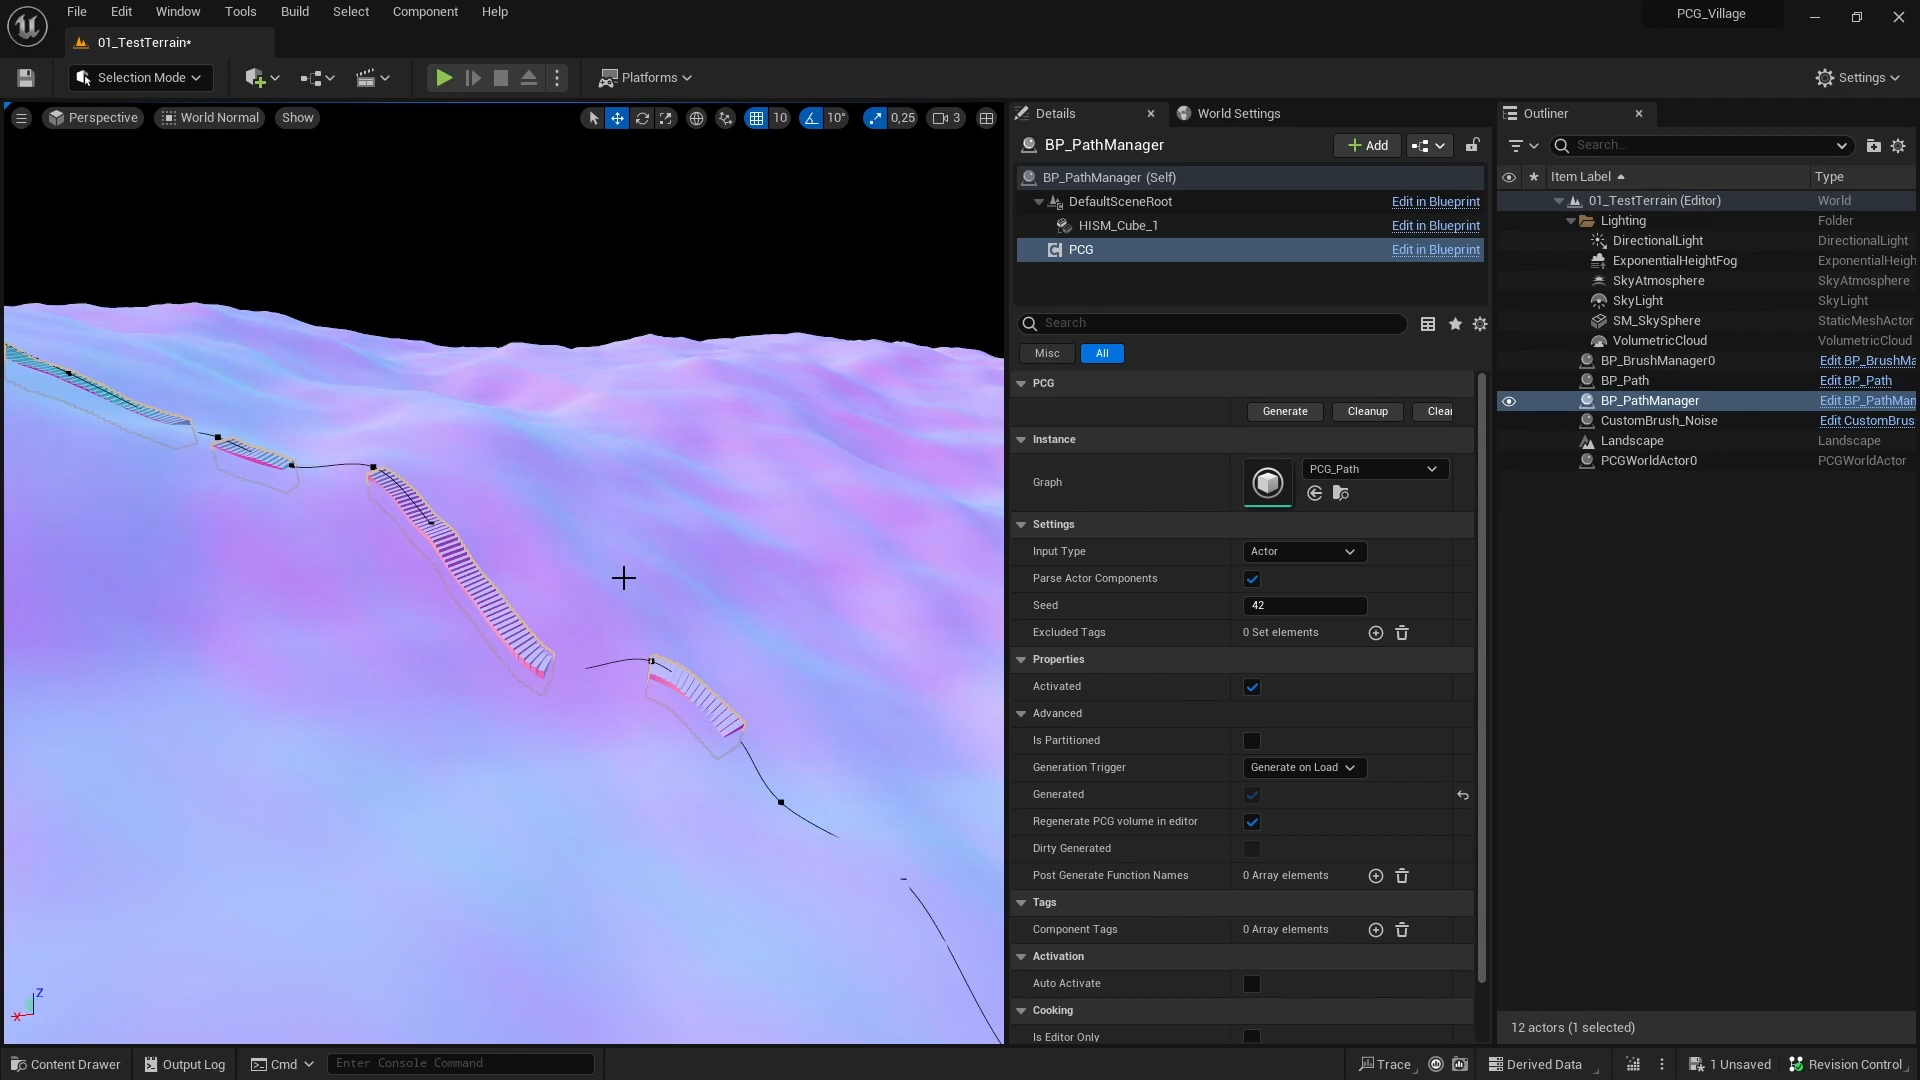 File Edit Window Tools Build Select Component Help
PCG_Village
01_TestTerrain*
Selection Mode
Platforms
Settings
Perspective World Normal Show
10 10° 0,25 3
Z
X
Details
World Settings
BP_PathManager
Add
BP_PathManager (Self)
DefaultSceneRoot Edit in Blueprint
HISM_Cube_1 Edit in Blueprint
PCG Edit in Blueprint
Search
Misc All
PCG
Generate Cleanup Clear
Instance
Graph PCG_Path
Settings
Input Type Actor
Parse Actor Components
Seed 42
Excluded Tags 0 Set elements
Properties
Activated
Advanced
Is Partitioned
Generation Trigger Generate on Load
Generated
Regenerate PCG volume in editor
Dirty Generated
Post Generate Function Names 0 Array elements
Tags
Component Tags 0 Array elements
Activation
Auto Activate
Cooking
Is Editor Only
Outliner
Search...
Item Label Type
01_TestTerrain (Editor) World
Lighting Folder
DirectionalLight DirectionalLight
ExponentialHeightFog ExponentialHeigh
SkyAtmosphere SkyAtmosphere
SkyLight SkyLight
SM_SkySphere StaticMeshActor
VolumetricCloud VolumetricCloud
BP_BrushManager0 Edit BP_BrushMa
BP_Path Edit BP_Path
BP_PathManager Edit BP_PathMan
CustomBrush_Noise Edit CustomBrus
Landscape Landscape
PCGWorldActor0 PCGWorldActor
12 actors (1 selected)
Content Drawer Output Log Cmd Enter Console Command
Trace Derived Data 1 Unsaved Revision Control